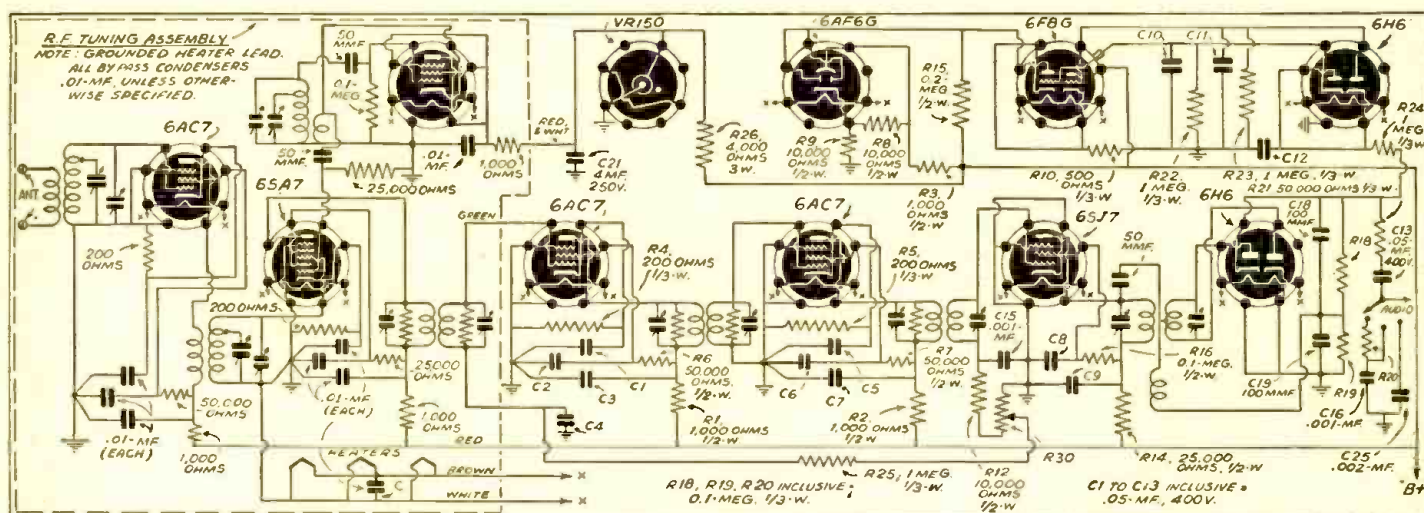 R.F. TUNING ASSEMBLY
NOTE: GROUNDED HEATER LEAD.
ALL BYPASS CONDENSERS
.01-MF. UNLESS OTHER-
WISE SPECIFIED.
50
MMF.
0.1-
MEG.
50
MMF.
25,000 OHMS
.01-
MF.
1,000
OHMS
RED,
& WHT
6AC7
ANT
200
OHMS
6SA7
200 OHMS
50,000
OHMS
.01-MF.
(EACH)
1,000
OHMS
.01-MF.
(EACH)
25,000
OHMS
1,000
OHMS
HEATERS
C
GREEN
RED
BROWN
WHITE
x
x
VR150
C21
4 MF.
250V.
R26,
4,000
OHMS
3 W.
6AF6G
R9
10,000
OHMS
1/2-W.
R8
10,000
OHMS
1/2-W.
R15,
0.2-
MEG.
1/2-W.
R3,
1,000
OHMS
1/2-W
6F8G
R10, 500
OHMS
1/3-W
C10
C11
R22,
1 MEG.
1/3-W
R23, 1 MEG. 1/3-W.
C12
6H6
R24,
1
MEG.
1/3W.
R21 50,000 OHMS 1/3 W.
6AC7
R4,
200 OHMS
1/3-W.
C2
C3
C1
C4
R6
50,000
OHMS,
1/2-W.
R1,
1,000 OHMS
1/2-W
6AC7
R5,
200 OHMS
1/3-W.
C6
C7
C5
R7
50,000
OHMS
1/2W.
R2,
1,000 OHMS
1/2-W
6SJ7
C15
.001-
MF
C8
C9
50
MMF.
R16
0.1-MEG,
1/2W.
R12
10,000
OHMS
1/2-W
R30
R14, 25,000
OHMS, 1/2-W
R25, 1 MEG.
1/3-W.
6H6
C18
100
MMF
R18
C13
.05-
MF.
400V.
AUDIO
C19
100 MMF
R19
R20
C16
.001-MF.
C25
.002-MF.
B+
R18, R19, R20 INCLUSIVE =
0.1-MEG, 1/3-W.
C1 TO C13 INCLUSIVE =
.05-MF, 400V.